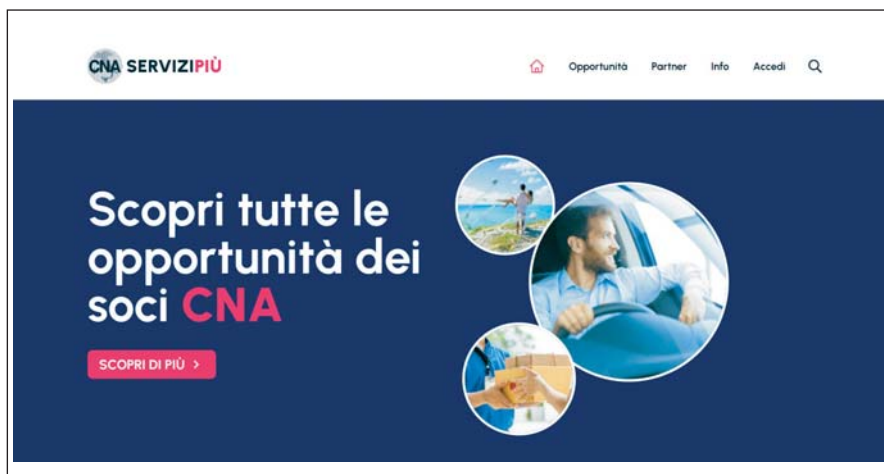 CNA SERVIZIPIÙ
Opportunità Partner Info Accedi
Scopri tutte le
opportunità dei
soci CNA
SCOPRI DI PIÙ >